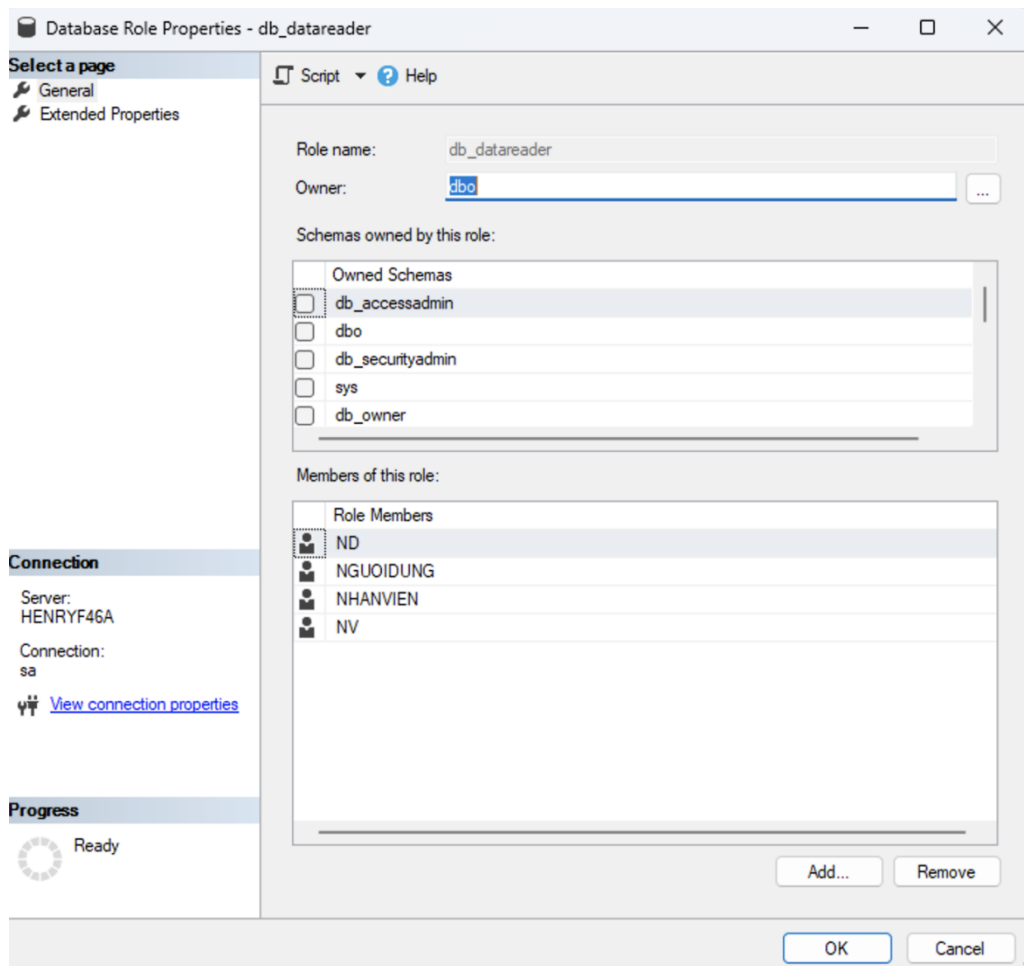 Database Role Properties - db_datareader
Select a page
General
Extended Properties
Script
Help
Role name: db_datareader
Owner: dbo
...
Schemas owned by this role:
Owned Schemas
db_accessadmin
dbo
db_securityadmin
sys
db_owner
Members of this role:
Role Members
ND
NGUOIDUNG
NHANVIEN
NV
Connection
Server:
HENRYF46A
Connection:
sa
View connection properties
Progress
Ready
Add...
Remove
OK
Cancel